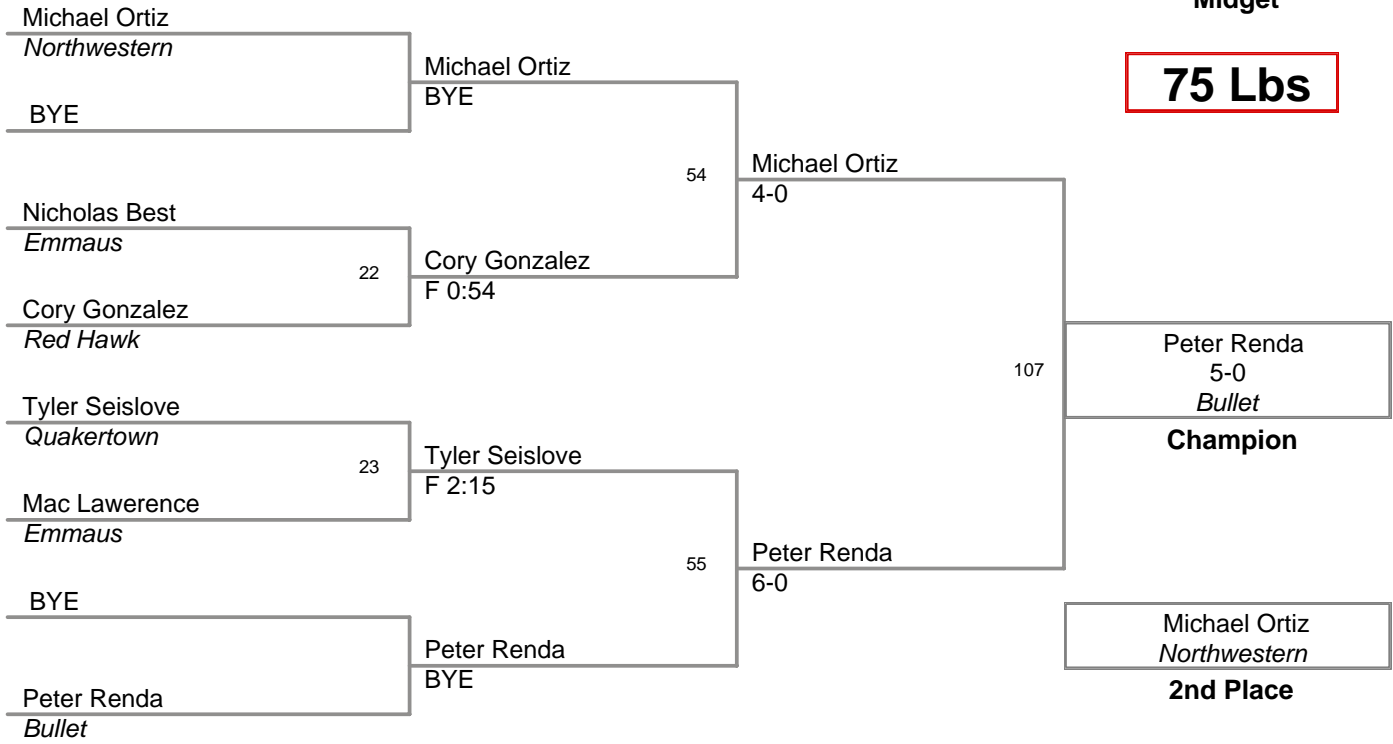 Midget
75 Lbs
Michael Ortiz
Northwestern
BYE
Nicholas Best
Emmaus
22
Cory Gonzalez
Red Hawk
Tyler Seislove
Quakertown
23
Mac Lawerence
Emmaus
BYE
Peter Renda
Bullet
Michael Ortiz
BYE
54
Cory Gonzalez
F 0:54
Tyler Seislove
F 2:15
55
Peter Renda
BYE
Michael Ortiz
4-0
107
Peter Renda
6-0
Peter Renda
5-0
Bullet
Champion
Michael Ortiz
Northwestern
2nd Place